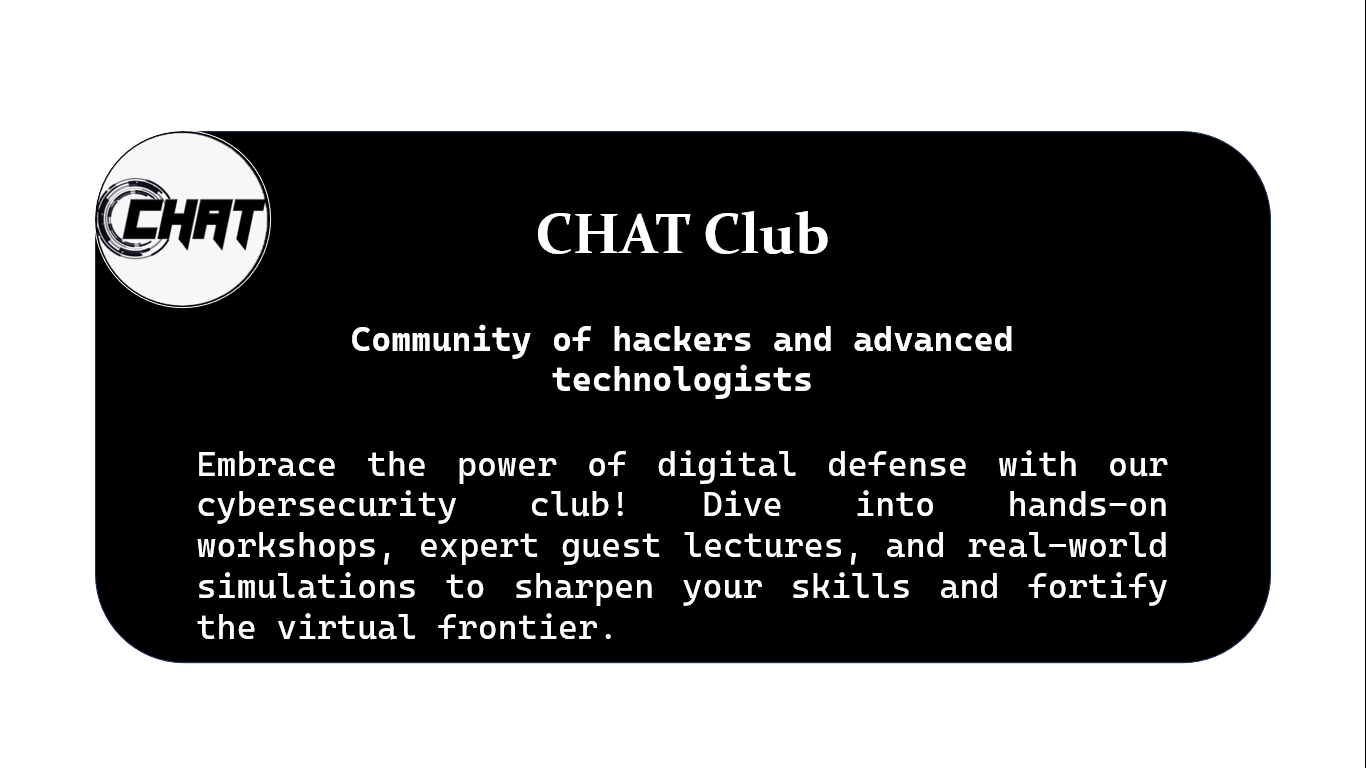 CHAT
CHAT Club
Community of hackers and advanced
technologists
Embrace the power of digital defense with our
cybersecurity club! Dive into hands-on
workshops, expert guest lectures, and real-world
simulations to sharpen your skills and fortify
the virtual frontier.